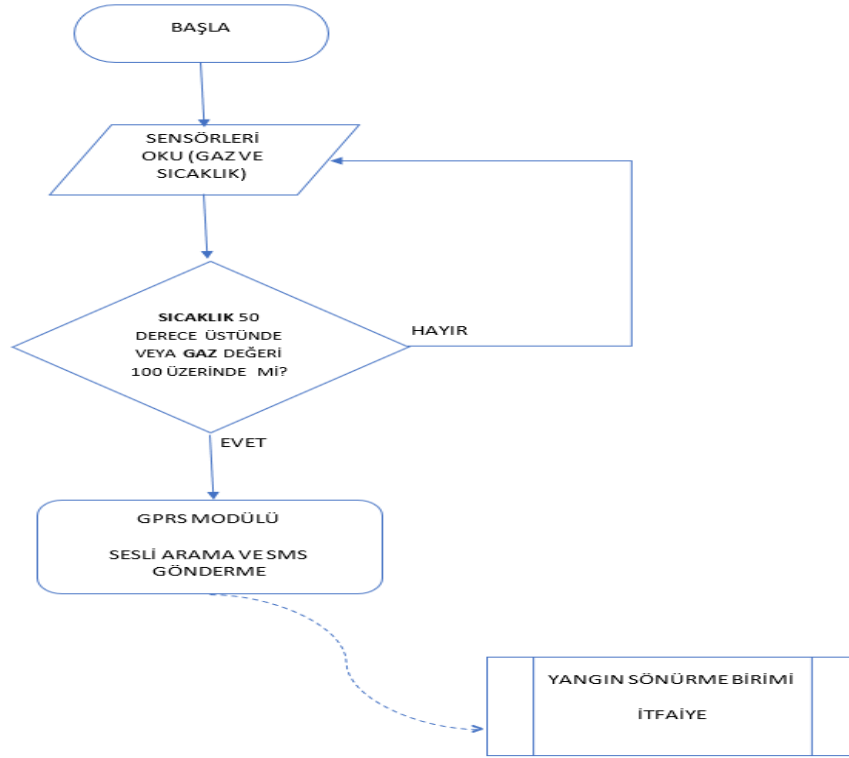 BAŞLA
SENSÖRLERİ
OKU (GAZ VE
SICAKLIK)
SICAKLIK 50
DERECE ÜSTÜNDE
VEYA GAZ DEĞERİ
100 ÜZERİNDE Mİ?
HAYIR
EVET
GPRS MODÜLÜ
SESLİ ARAMA VE SMS
GÖNDERME
YANGIN SÖNÜRME BİRİMİ
İTFAİYE